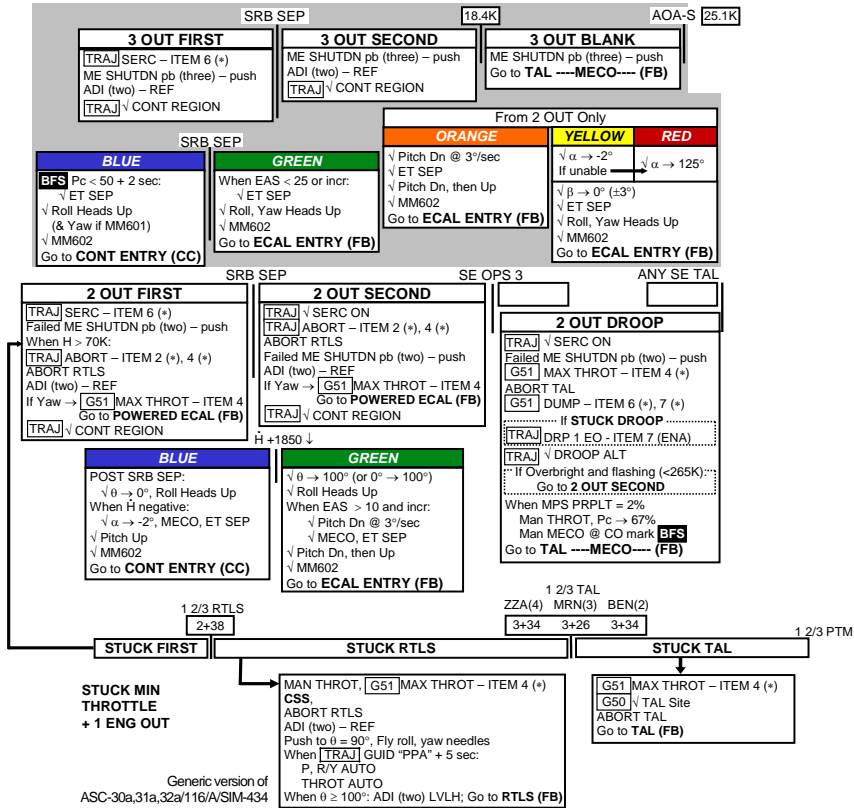 SRB SEP
18.4K
AOA-S 25.1K
3 OUT FIRST
TRAJ SERC – ITEM 6 (*)
ME SHUTDN pb (three) – push
ADI (two) – REF
TRAJ √ CONT REGION
3 OUT SECOND
ME SHUTDN pb (three) – push
ADI (two) – REF
TRAJ √ CONT REGION
3 OUT BLANK
ME SHUTDN pb (three) – push
Go to TAL ----MECO---- (FB)
SRB SEP
BLUE
BFS Pc < 50 + 2 sec:
√ ET SEP
√ Roll Heads Up
(& Yaw if MM601)
√ MM602
Go to CONT ENTRY (CC)
GREEN
When EAS < 25 or incr:
√ ET SEP
√ Roll, Yaw Heads Up
√ MM602
Go to ECAL ENTRY (FB)
From 2 OUT Only
ORANGE
√ Pitch Dn @ 3°/sec
√ ET SEP
√ Pitch Dn, then Up
√ MM602
Go to ECAL ENTRY (FB)
YELLOW
RED
√ α → -2°
If unable
√ α → 125°
√ β → 0° (±3°)
√ ET SEP
√ Roll, Yaw Heads Up
√ MM602
Go to ECAL ENTRY (FB)
SRB SEP
SE OPS 3
ANY SE TAL
2 OUT FIRST
TRAJ SERC – ITEM 6 (*)
Failed ME SHUTDN pb (two) – push
When H > 70K:
TRAJ ABORT – ITEM 2 (*), 4 (*)
ABORT RTLS
ADI (two) – REF
If Yaw → G51 MAX THROT – ITEM 4
Go to POWERED ECAL (FB)
TRAJ √ CONT REGION
2 OUT SECOND
TRAJ √ SERC ON
TRAJ ABORT – ITEM 2 (*), 4 (*)
ABORT RTLS
Failed ME SHUTDN pb (two) – push
ADI (two) – REF
If Yaw → G51 MAX THROT – ITEM 4
Go to POWERED ECAL (FB)
TRAJ √ CONT REGION
2 OUT DROOP
TRAJ √ SERC ON
Failed ME SHUTDN pb (two) – push
G51 MAX THROT – ITEM 4 (*)
ABORT TAL
G51 DUMP – ITEM 6 (*), 7 (*)
If STUCK DROOP
TRAJ DRP 1 EO - ITEM 7 (ENA)
TRAJ √ DROOP ALT
If Overbright and flashing (<265K):
Go to 2 OUT SECOND
When MPS PRPLT = 2%
Man THROT, Pc → 67%
Man MECO @ CO mark BFS
Go to TAL ----MECO---- (FB)
Ḣ +1850 ↓
BLUE
POST SRB SEP:
√ θ → 0°, Roll Heads Up
When Ḣ negative:
√ α → -2°, MECO, ET SEP
√ Pitch Up
√ MM602
Go to CONT ENTRY (CC)
GREEN
√ θ → 100° (or 0° → 100°)
√ Roll Heads Up
When EAS > 10 and incr:
√ Pitch Dn @ 3°/sec
√ MECO, ET SEP
√ Pitch Dn, then Up
√ MM602
Go to ECAL ENTRY (FB)
1 2/3 RTLS
2+38
1 2/3 TAL
ZZA(4) MRN(3) BEN(2)
3+34 3+26 3+34
1 2/3 PTM
STUCK FIRST
STUCK RTLS
STUCK TAL
STUCK MIN
THROTTLE
+ 1 ENG OUT
MAN THROT, G51 MAX THROT – ITEM 4 (*)
CSS,
ABORT RTLS
ADI (two) – REF
Push to θ = 90°, Fly roll, yaw needles
When TRAJ GUID “PPA” + 5 sec:
P, R/Y AUTO
THROT AUTO
When θ ≥ 100°: ADI (two) LVLH; Go to RTLS (FB)
G51 MAX THROT – ITEM 4 (*)
G50 √ TAL Site
ABORT TAL
Go to TAL (FB)
Generic version of
ASC-30a,31a,32a/116/A/SIM-434